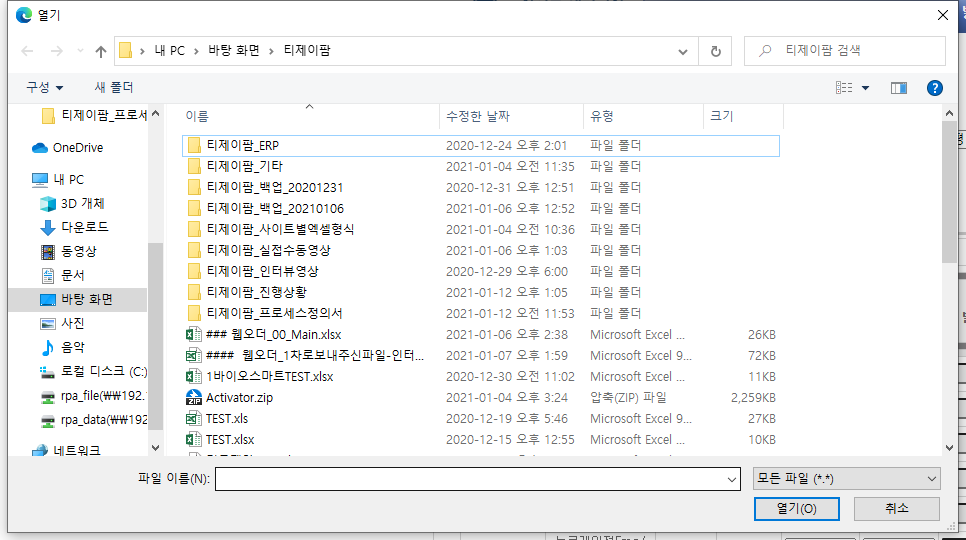 열기
내 PC 바탕 화면 티제이팜
티제이팜 검색
구성 새 폴더
티제이팜_프로세
OneDrive
내 PC
3D 개체
다운로드
동영상
문서
바탕 화면
사진
음악
로컬 디스크 (C:)
rpa_file(₩₩192.1
rpa_data(₩₩192
네트워크
이름 수정한 날짜 유형 크기
티제이팜_ERP 2020-12-24 오후 2:01 파일 폴더
티제이팜_기타 2021-01-04 오전 11:35 파일 폴더
티제이팜_백업_20201231 2020-12-31 오후 12:51 파일 폴더
티제이팜_백업_20210106 2021-01-06 오후 12:52 파일 폴더
티제이팜_사이트별엑셀형식 2021-01-04 오전 10:36 파일 폴더
티제이팜_실접수동영상 2021-01-06 오후 1:03 파일 폴더
티제이팜_인터뷰영상 2020-12-29 오후 6:00 파일 폴더
티제이팜_진행상황 2021-01-12 오후 1:05 파일 폴더
티제이팜_프로세스정의서 2021-01-12 오전 11:53 파일 폴더
### 웹오더_00_Main.xlsx 2021-01-06 오후 2:38 Microsoft Excel ... 26KB
#### 웹오더_1차로보내주신파일-인터... 2021-01-07 오후 1:59 Microsoft Excel 9... 72KB
1바이오스마트TEST.xlsx 2020-12-30 오전 11:02 Microsoft Excel ... 11KB
Activator.zip 2021-01-04 오후 3:24 압축(ZIP) 파일 2,259KB
TEST.xls 2020-12-19 오후 5:46 Microsoft Excel 9... 27KB
TEST.xlsx 2020-12-15 오후 12:55 Microsoft Excel ... 10KB
파일 이름(N): 모든 파일 (*.*)
열기(O) 취소